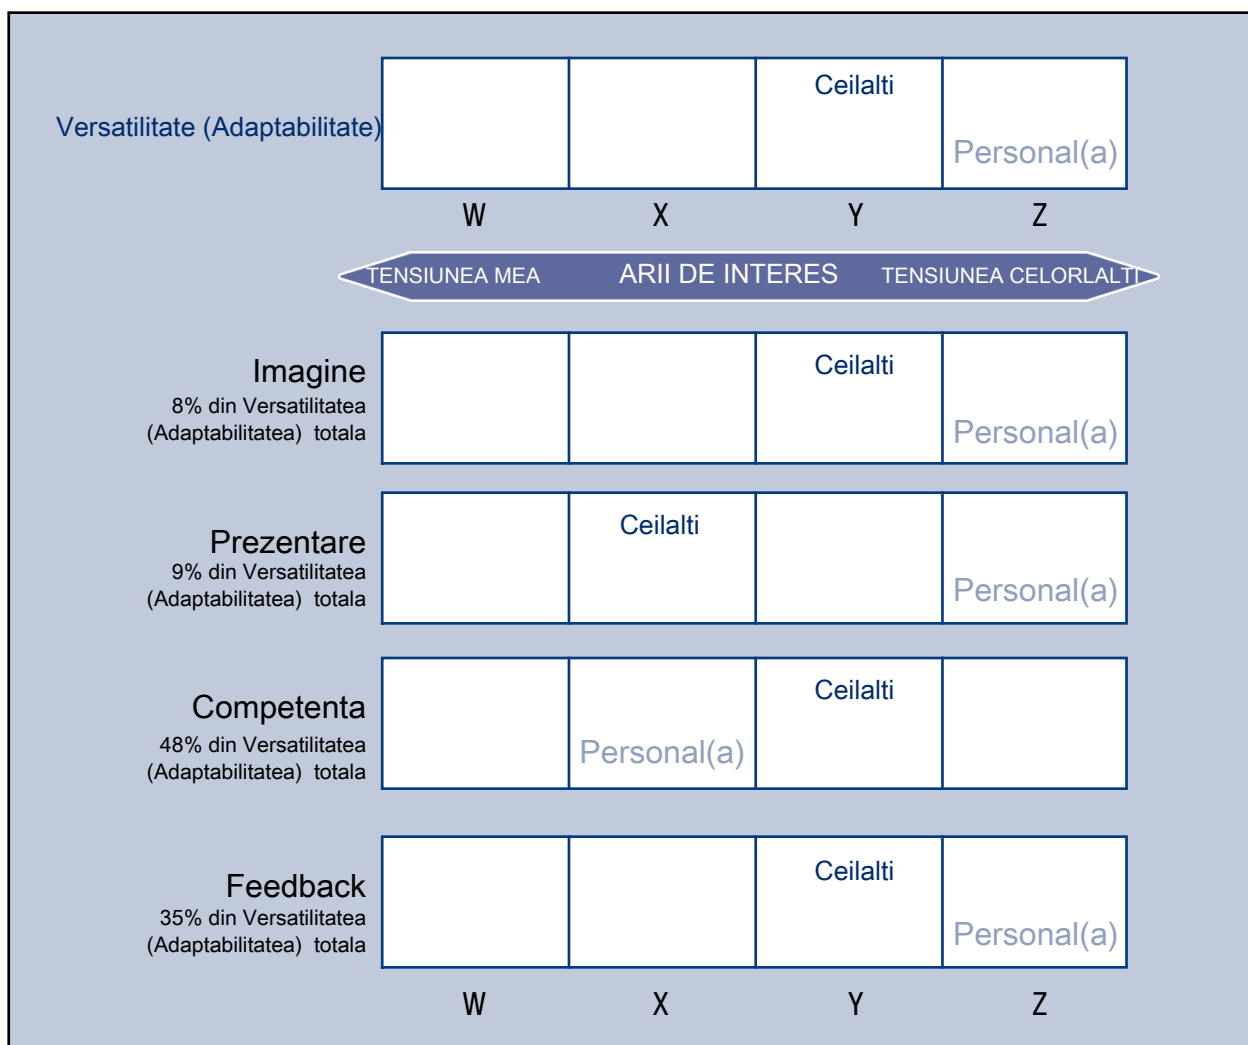 Ceilalti
Versatilitate (Adaptabilitate)
Personal(a)
W X Y Z
TENSIUNEA MEA ARII DE INTERES TENSIUNEA CELORLALTI
Ceilalti
Imagine
8% din Versatilitatea
(Adaptabilitatea) totala
Personal(a)
Ceilalti
Prezentare
9% din Versatilitatea
(Adaptabilitatea) totala
Personal(a)
Ceilalti
Competenta
48% din Versatilitatea
(Adaptabilitatea) totala
Personal(a)
Ceilalti
Feedback
35% din Versatilitatea
(Adaptabilitatea) totala
Personal(a)
W X Y Z